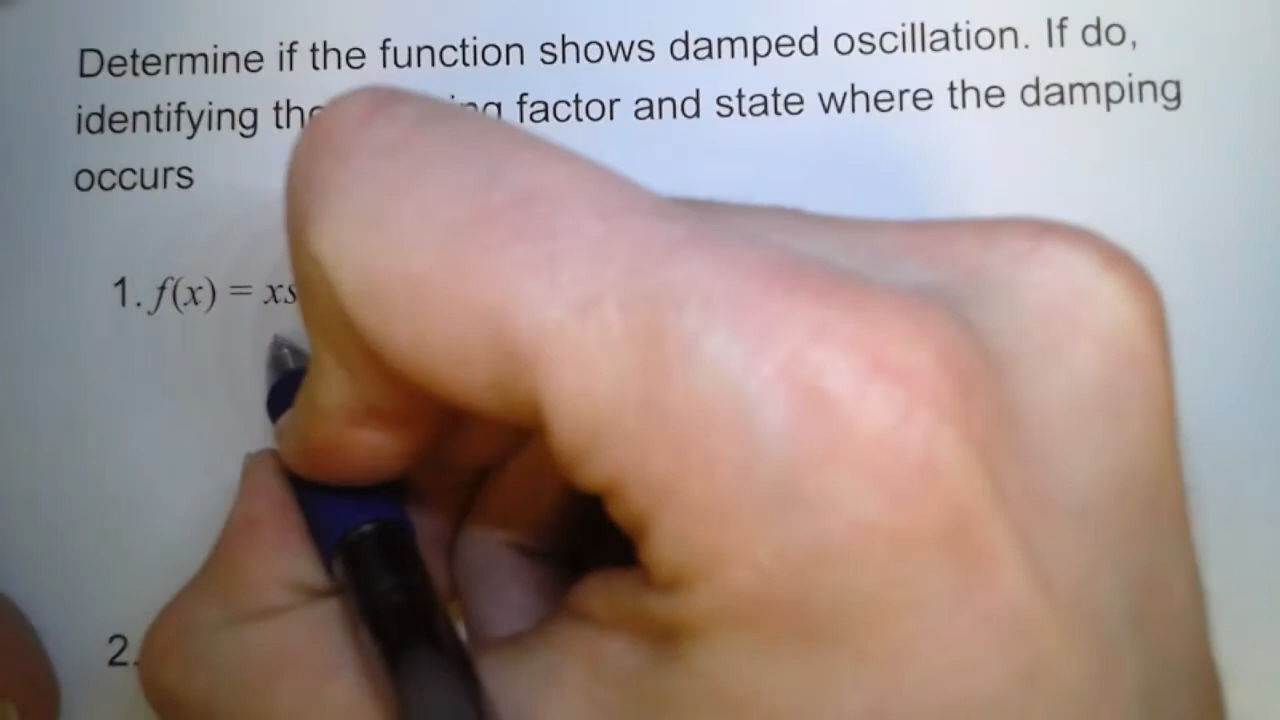 Determine if the function shows damped oscillation. If do,
identifying the factor and state where the damping
occurs
1. f(x) = xs
2.